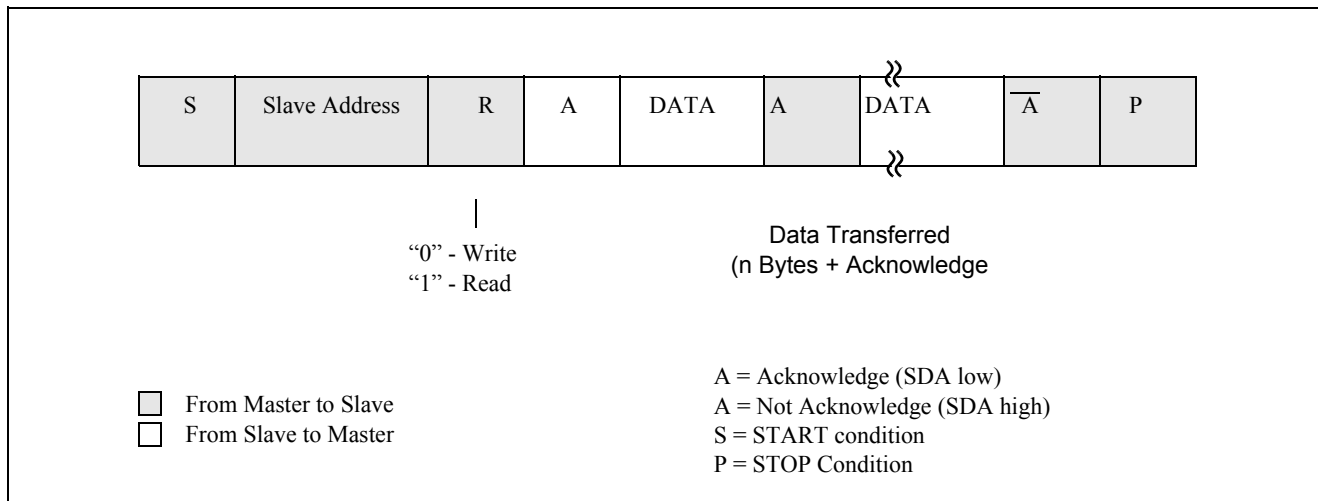 S Slave Address R A DATA A DATA A̅ P
“0” - Write
“1” - Read
Data Transferred
(n Bytes + Acknowledge
From Master to Slave
From Slave to Master
A = Acknowledge (SDA low)
A = Not Acknowledge (SDA high)
S = START condition
P = STOP Condition